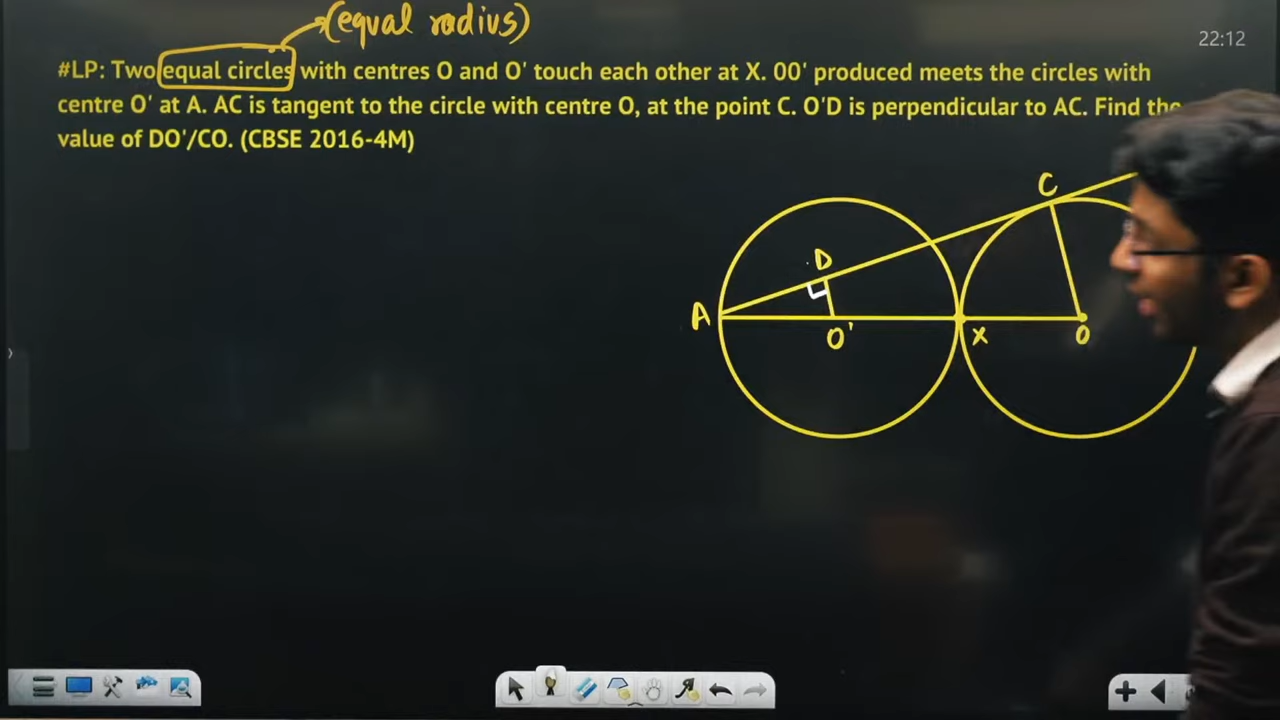 (equal radius)
22:12
#LP: Two equal circles with centres O and O' touch each other at X. 00' produced meets the circles with
centre O' at A. AC is tangent to the circle with centre O, at the point C. O'D is perpendicular to AC. Find the
value of DO'/CO. (CBSE 2016-4M)
C
D
A
O'
X
O